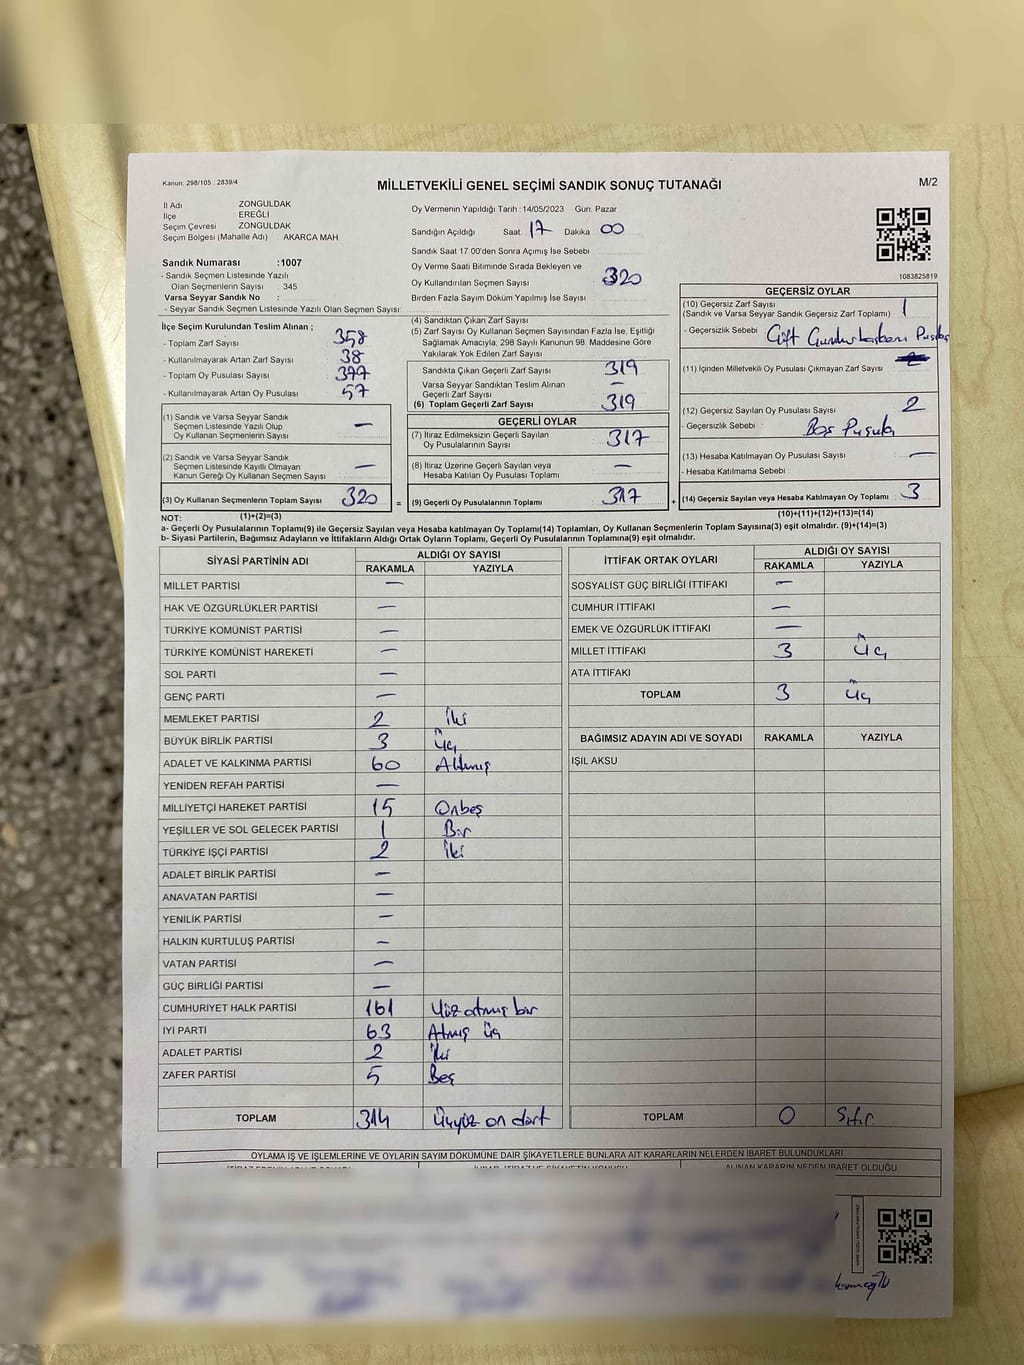 Kanun: 298/105 : 2839/4
MİLLETVEKİLİ GENEL SEÇİMİ SANDIK SONUÇ TUTANAĞI
M/2
İl Adı ZONGULDAK
İlçe EREĞLİ
Seçim Çevresi ZONGULDAK
Seçim Bölgesi (Mahalle Adı) : AKARCA MAH
Sandık Numarası :1007
- Sandık Seçmen Listesinde Yazılı
Olan Seçmenlerin Sayısı : 345
Varsa Seyyar Sandık No :
- Seyyar Sandık Seçmen Listesinde Yazılı Olan Seçmen Sayısı:
Oy Vermenin Yapıldığı Tarih :14/05/2023 Gün: Pazar
Sandığın Açıldığı Saat: 17 Dakika 00
Sandık Saat 17.00'den Sonra Açımış İse Sebebi
Oy Verme Saati Bitiminde Sırada Bekleyen ve
Oy Kullandırılan Seçmen Sayısı 320
Birden Fazla Sayım Döküm Yapılmış İse Sayısı
1083825819
İlçe Seçim Kurulundan Teslim Alınan ;
- Toplam Zarf Sayısı 358
- Kullanılmayarak Artan Zarf Sayısı 38
- Toplam Oy Pusulası Sayısı 377
- Kullanılmayarak Artan Oy Pusulası 57
(1) Sandık ve Varsa Seyyar Sandık
Seçmen Listesinde Yazılı Olup
Oy Kullanan Seçmenlerin Sayısı —
(2) Sandık ve Varsa Seyyar Sandık
Seçmen Listesinde Kayıtlı Olmayan
Kanun Gereği Oy Kullanan Seçmen Sayısı —
(3) Oy Kullanan Seçmenlerin Toplam Sayısı 320 =
(4) Sandıktan Çıkan Zarf Sayısı
(5) Zarf Sayısı Oy Kullanan Seçmen Sayısından Fazla İse, Eşitliği
Sağlamak Amacıyla, 298 Sayılı Kanunun 98. Maddesine Göre
Yakılarak Yok Edilen Zarf Sayısı
Sandıkta Çıkan Geçerli Zarf Sayısı 319
Varsa Seyyar Sandıktan Teslim Alınan
Geçerli Zarf Sayısı —
(6) Toplam Geçerli Zarf Sayısı 319
GEÇERLİ OYLAR
(7) İtiraz Edilmeksizin Geçerli Sayılan
Oy Pusulalarının Sayısı 317
(8) İtiraz Üzerine Geçerli Sayılan veya
Hesaba Katılan Oy Pusulası Toplamı —
(9) Geçerli Oy Pusulalarının Toplamı 317 +
GEÇERSİZ OYLAR
(10) Geçersiz Zarf Sayısı 1
(Sandık ve Varsa Seyyar Sandık Geçersiz Zarf Toplamı)
- Geçersizlik Sebebi : Çift Cumhurbaşkanı Pusulası
(11) İçinden Milletvekili Oy Pusulası Çıkmayan Zarf Sayısı
(12) Geçersiz Sayılan Oy Pusulası Sayısı 2
- Geçersizlik Sebebi : Boş Pusula
(13) Hesaba Katılmayan Oy Pusulası Sayısı —
- Hesaba Katılmama Sebebi :
(14) Geçersiz Sayılan veya Hesaba Katılmayan Oy Toplamı 3
NOT: (1)+(2)=(3) (10)+(11)+(12)+(13)=(14)
a- Geçerli Oy Pusulalarının Toplamı(9) ile Geçersiz Sayılan veya Hesaba katılmayan Oy Toplamı(14) Toplamları, Oy Kullanan Seçmenlerin Toplam Sayısına(3) eşit olmalıdır. (9)+(14)=(3)
b- Siyasi Partilerin, Bağımsız Adayların ve İttifakların Aldığı Ortak Oyların Toplamı, Geçerli Oy Pusulalarının Toplamına(9) eşit olmalıdır.
SİYASİ PARTİNİN ADI ALDIĞI OY SAYISI
RAKAMLA YAZIYLA
MİLLET PARTİSİ —
HAK VE ÖZGÜRLÜKLER PARTİSİ —
TÜRKİYE KOMÜNİST PARTİSİ —
TÜRKİYE KOMÜNİST HAREKETİ —
SOL PARTİ —
GENÇ PARTİ —
MEMLEKET PARTİSİ 2 İki
BÜYÜK BİRLİK PARTİSİ 3 Üç
ADALET VE KALKINMA PARTİSİ 60 Altmış
YENİDEN REFAH PARTİSİ —
MİLLİYETÇİ HAREKET PARTİSİ 15 Onbeş
YEŞİLLER VE SOL GELECEK PARTİSİ 1 Bir
TÜRKİYE İŞÇİ PARTİSİ 2 İki
ADALET BİRLİK PARTİSİ —
ANAVATAN PARTİSİ —
YENİLİK PARTİSİ —
HALKIN KURTULUŞ PARTİSİ —
VATAN PARTİSİ —
GÜÇ BİRLİĞİ PARTİSİ —
CUMHURİYET HALK PARTİSİ 161 Yüz atmış bir
İYİ PARTİ 63 Atmış üç
ADALET PARTİSİ 2 İki
ZAFER PARTİSİ 5 Beş
TOPLAM 314 Üçyüz on dört
İTTİFAK ORTAK OYLARI ALDIĞI OY SAYISI
RAKAMLA YAZIYLA
SOSYALİST GÜÇ BİRLİĞİ İTTİFAKI —
CUMHUR İTTİFAKI —
EMEK VE ÖZGÜRLÜK İTTİFAKI —
MİLLET İTTİFAKI 3 Üç
ATA İTTİFAKI
TOPLAM 3 Üç
BAĞIMSIZ ADAYIN ADI VE SOYADI RAKAMLA YAZIYLA
IŞIL AKSU
TOPLAM 0 Sıfır
OYLAMA İŞ VE İŞLEMLERİNE VE OYLARIN SAYIM DÖKÜMÜNE DAİR ŞİKAYETLERLE BUNLARA AİT KARARLARIN NELERDEN İBARET BULUNDUKLARI
ALINAN KARARIN NEDEN İBARET OLDUĞU